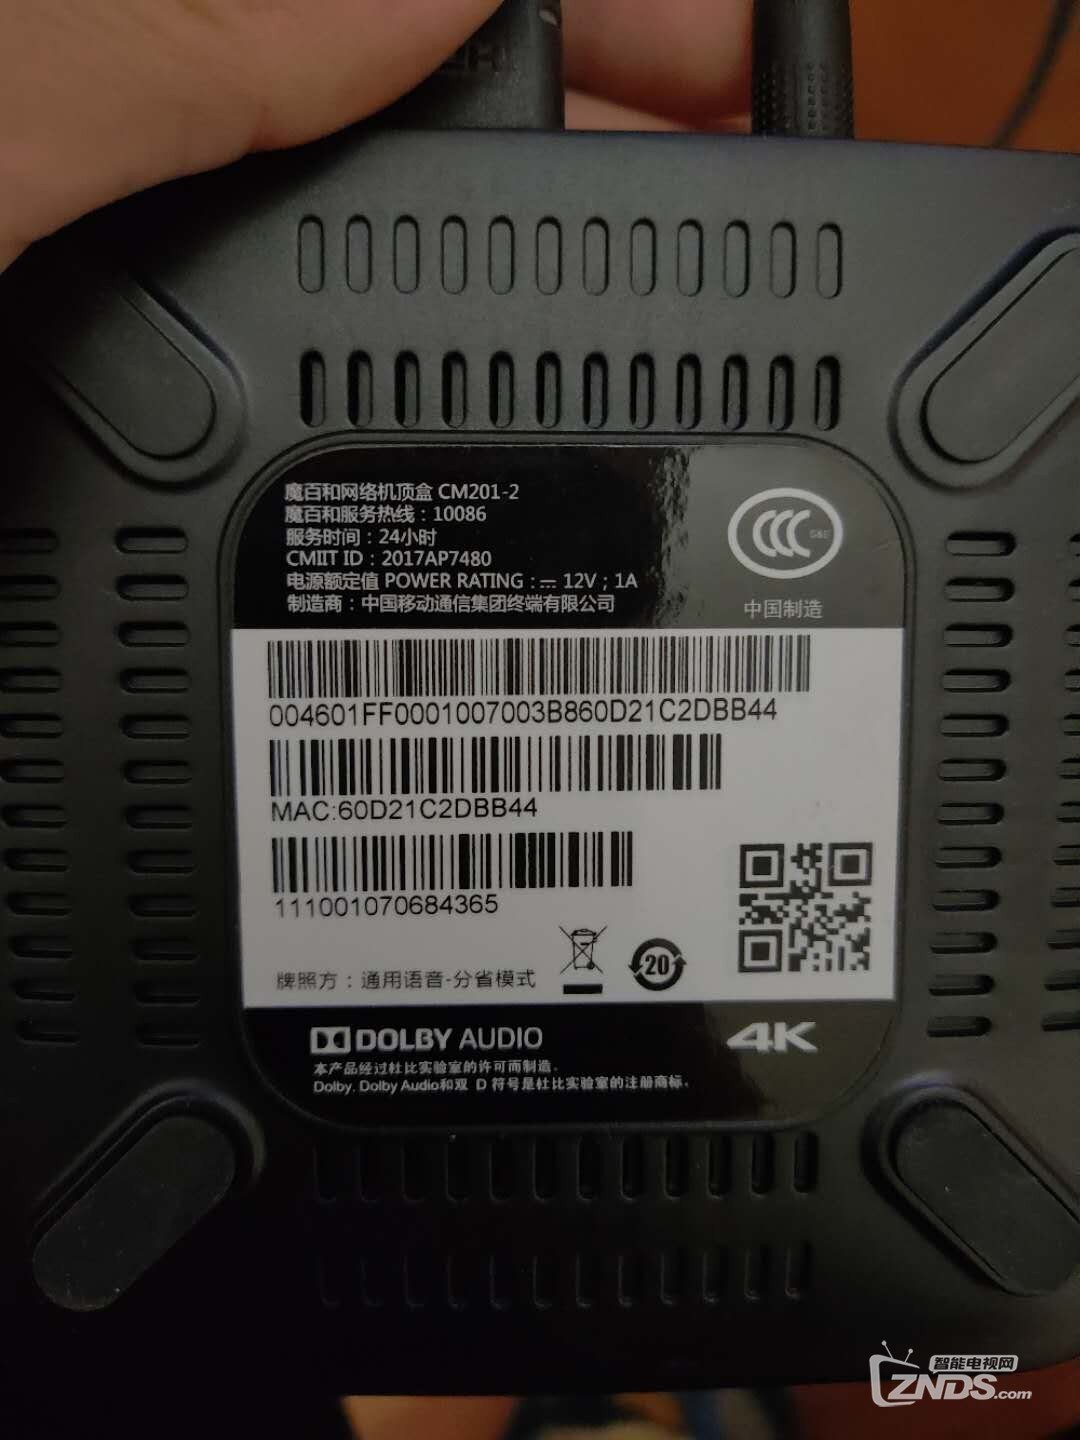 魔百和网络机顶盒 CM201-2
魔百和服务热线：10086
服务时间：24小时
CMIIT ID：2017AP7480
电源额定值 POWER RATING：⎓ 12V；1A
制造商：中国移动通信集团终端有限公司
CCC S&E
中国制造
004601FF0001007003B860D21C2DBB44
MAC:60D21C2DBB44
111001070684365
牌照方：通用语音-分省模式
20
DOLBY AUDIO
4K
本产品经过杜比实验室的许可而制造。
Dolby, Dolby Audio和双 D 符号是杜比实验室的注册商标。
智能电视网
ZNDS.com